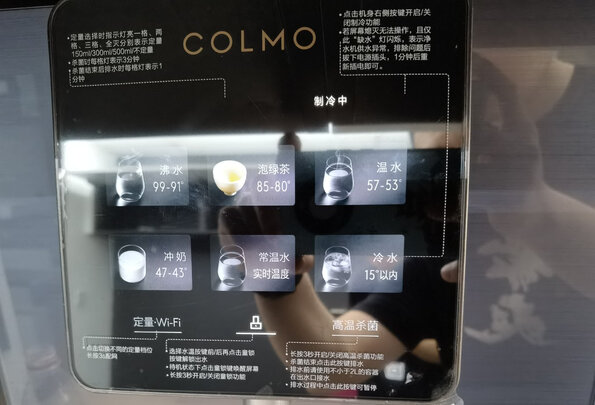 •定量选择时指示灯亮一格、两
格、三格、全灭分别表示定量
150ml/300ml/500ml/不定量
•杀菌时每格灯表示3分钟
•杀菌结束后排水时每格灯表示1
分钟
COLMO
•点击机身右侧按键开启/关
闭制冷功能
•若屏幕熄灭无法操作，且仅
此“缺水”灯闪烁，表示净
水机供水异常，排除问题后
拔下电源插头，1分钟后重
新插电即可。
制冷中
沸水
99-91°
泡绿茶
85-80°
温水
57-53°
冲奶
47-43°
常温水
实时温度
冷水
15°以内
定量·Wi-Fi
高温杀菌
•点击切换不同的定量档位
•长按3s配网
•选择水温按键前/后再点击童锁
按键解锁出水
•待机状态下点击童锁键唤醒屏幕
•长按3秒开启/关闭童锁功能
•长按3秒开启/关闭高温杀菌功能
•杀菌结束点击此按键排水
•排水前请使用不小于2L的容器
在出水口接水
•排水过程中点击此按键可暂停